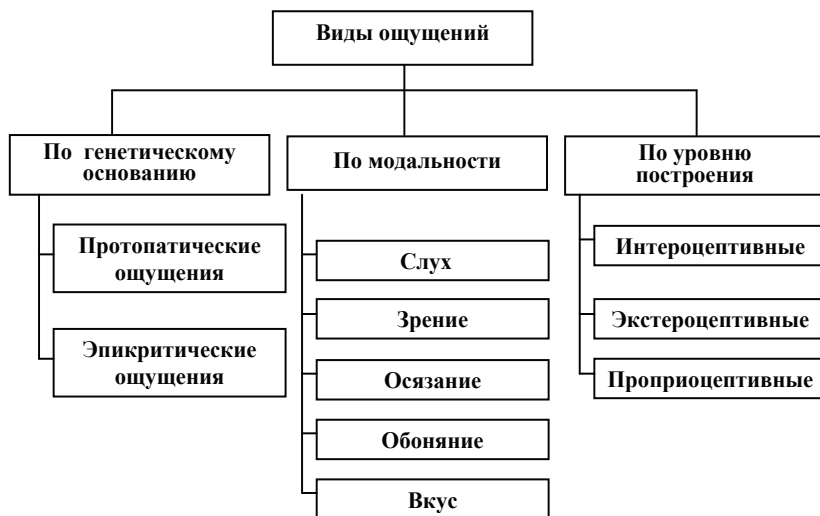 Виды ощущений
По генетическому
основанию
Протопатические
ощущения
Эпикритические
ощущения
По модальности
Слух
Зрение
Осязание
Обоняние
Вкус
По уровню
построения
Интероцептивные
Экстероцептивные
Проприоцептивные